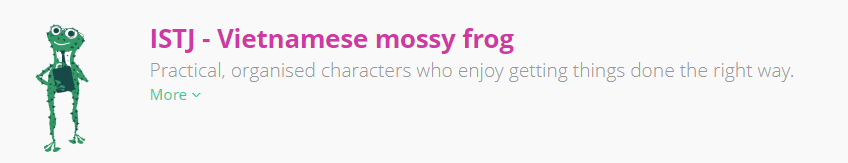 ISTJ - Vietnamese mossy frog
Practical, organised characters who enjoy getting things done the right way.
More